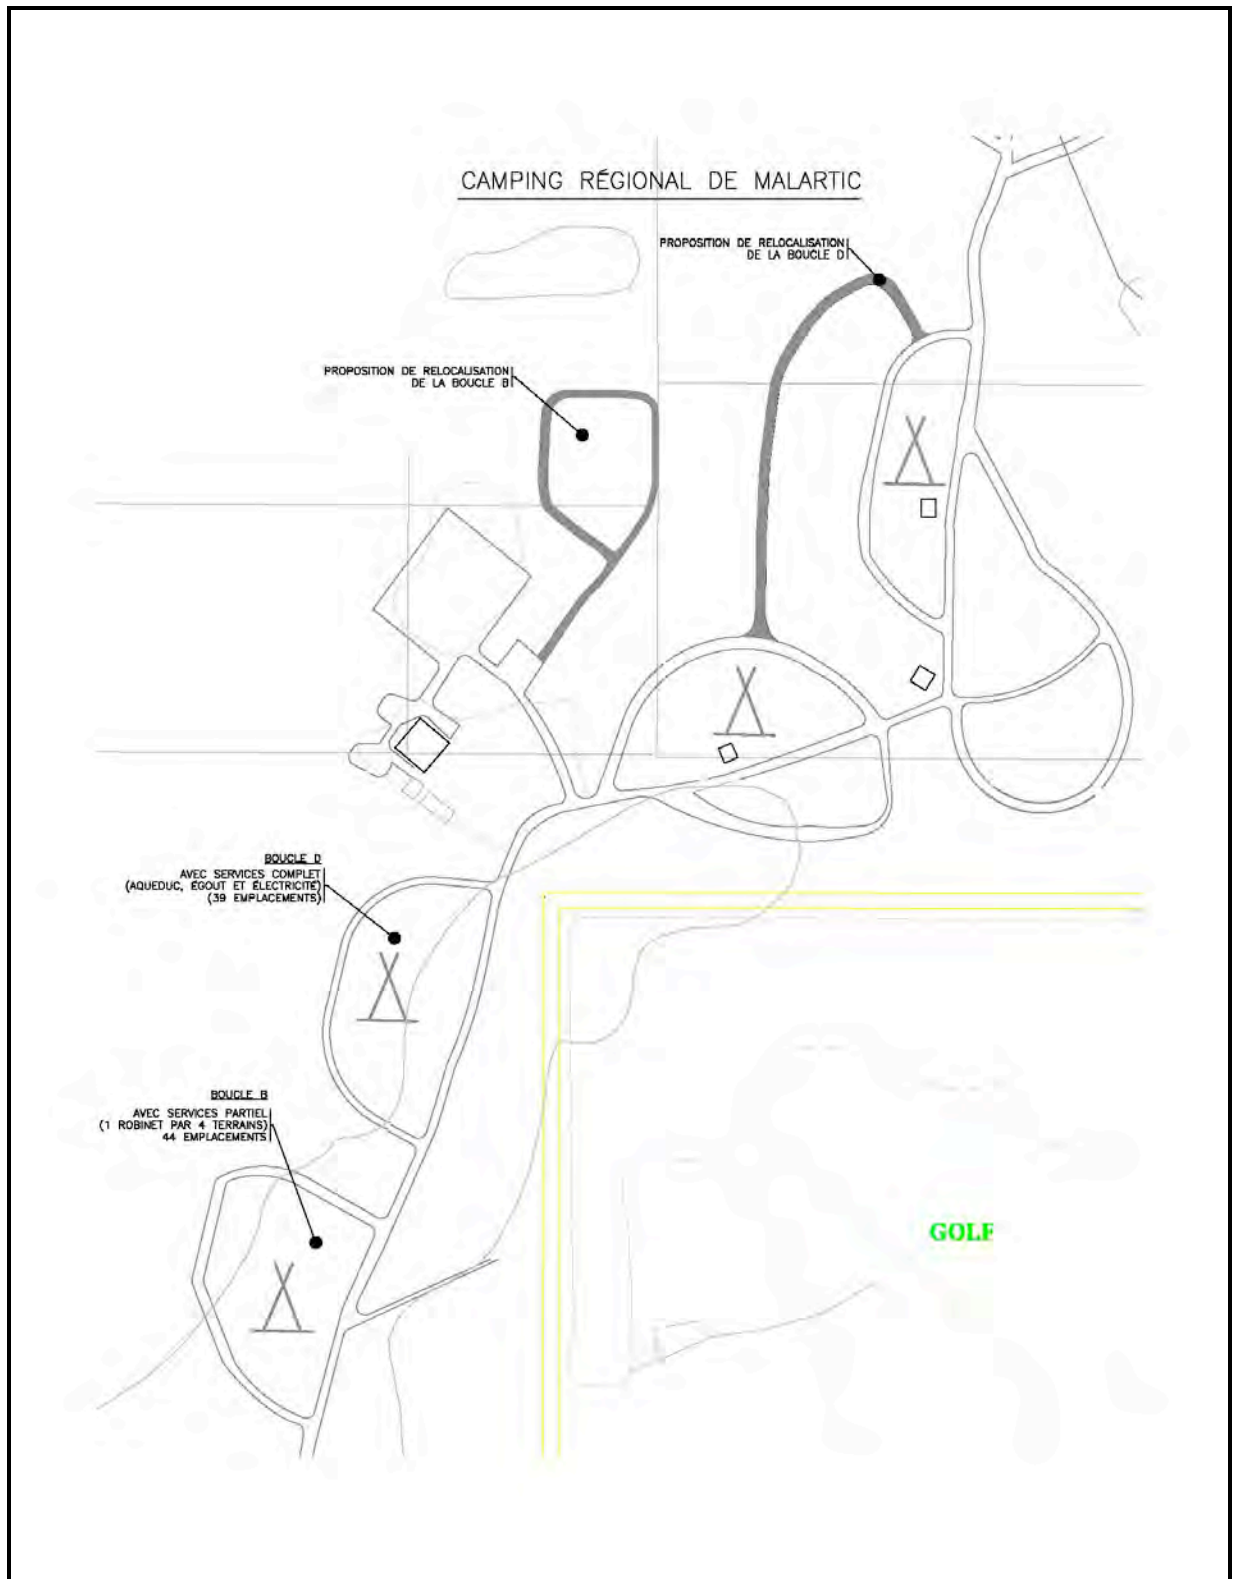 CAMPING RÉGIONAL DE MALARTIC
PROPOSITION DE RELOCALISATION
DE LA BOUCLE D
PROPOSITION DE RELOCALISATION
DE LA BOUCLE B
BOUCLE D
AVEC SERVICES COMPLET
(AQUEDUC, ÉGOUT ET ÉLECTRICITÉ)
(39 EMPLACEMENTS)
BOUCLE B
AVEC SERVICES PARTIEL
(1 ROBINET PAR 4 TERRAINS)
44 EMPLACEMENTS
GOLF